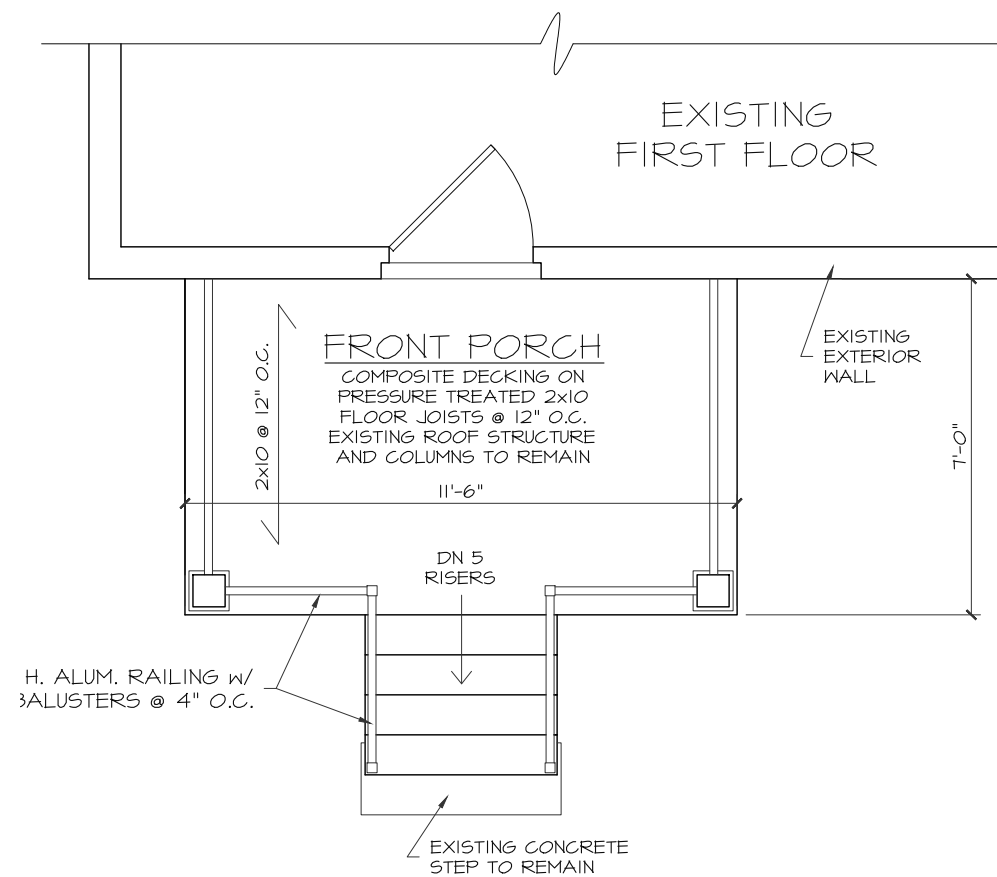 EXISTING
FIRST FLOOR
EXISTING
EXTERIOR
WALL
FRONT PORCH
COMPOSITE DECKING ON
PRESSURE TREATED 2x10
FLOOR JOISTS @ 12" O.C.
EXISTING ROOF STRUCTURE
AND COLUMNS TO REMAIN
2x10 @ 12" O.C.
11'-6"
7'-0"
DN 5
RISERS
H. ALUM. RAILING W/
BALUSTERS @ 4" O.C.
EXISTING CONCRETE
STEP TO REMAIN